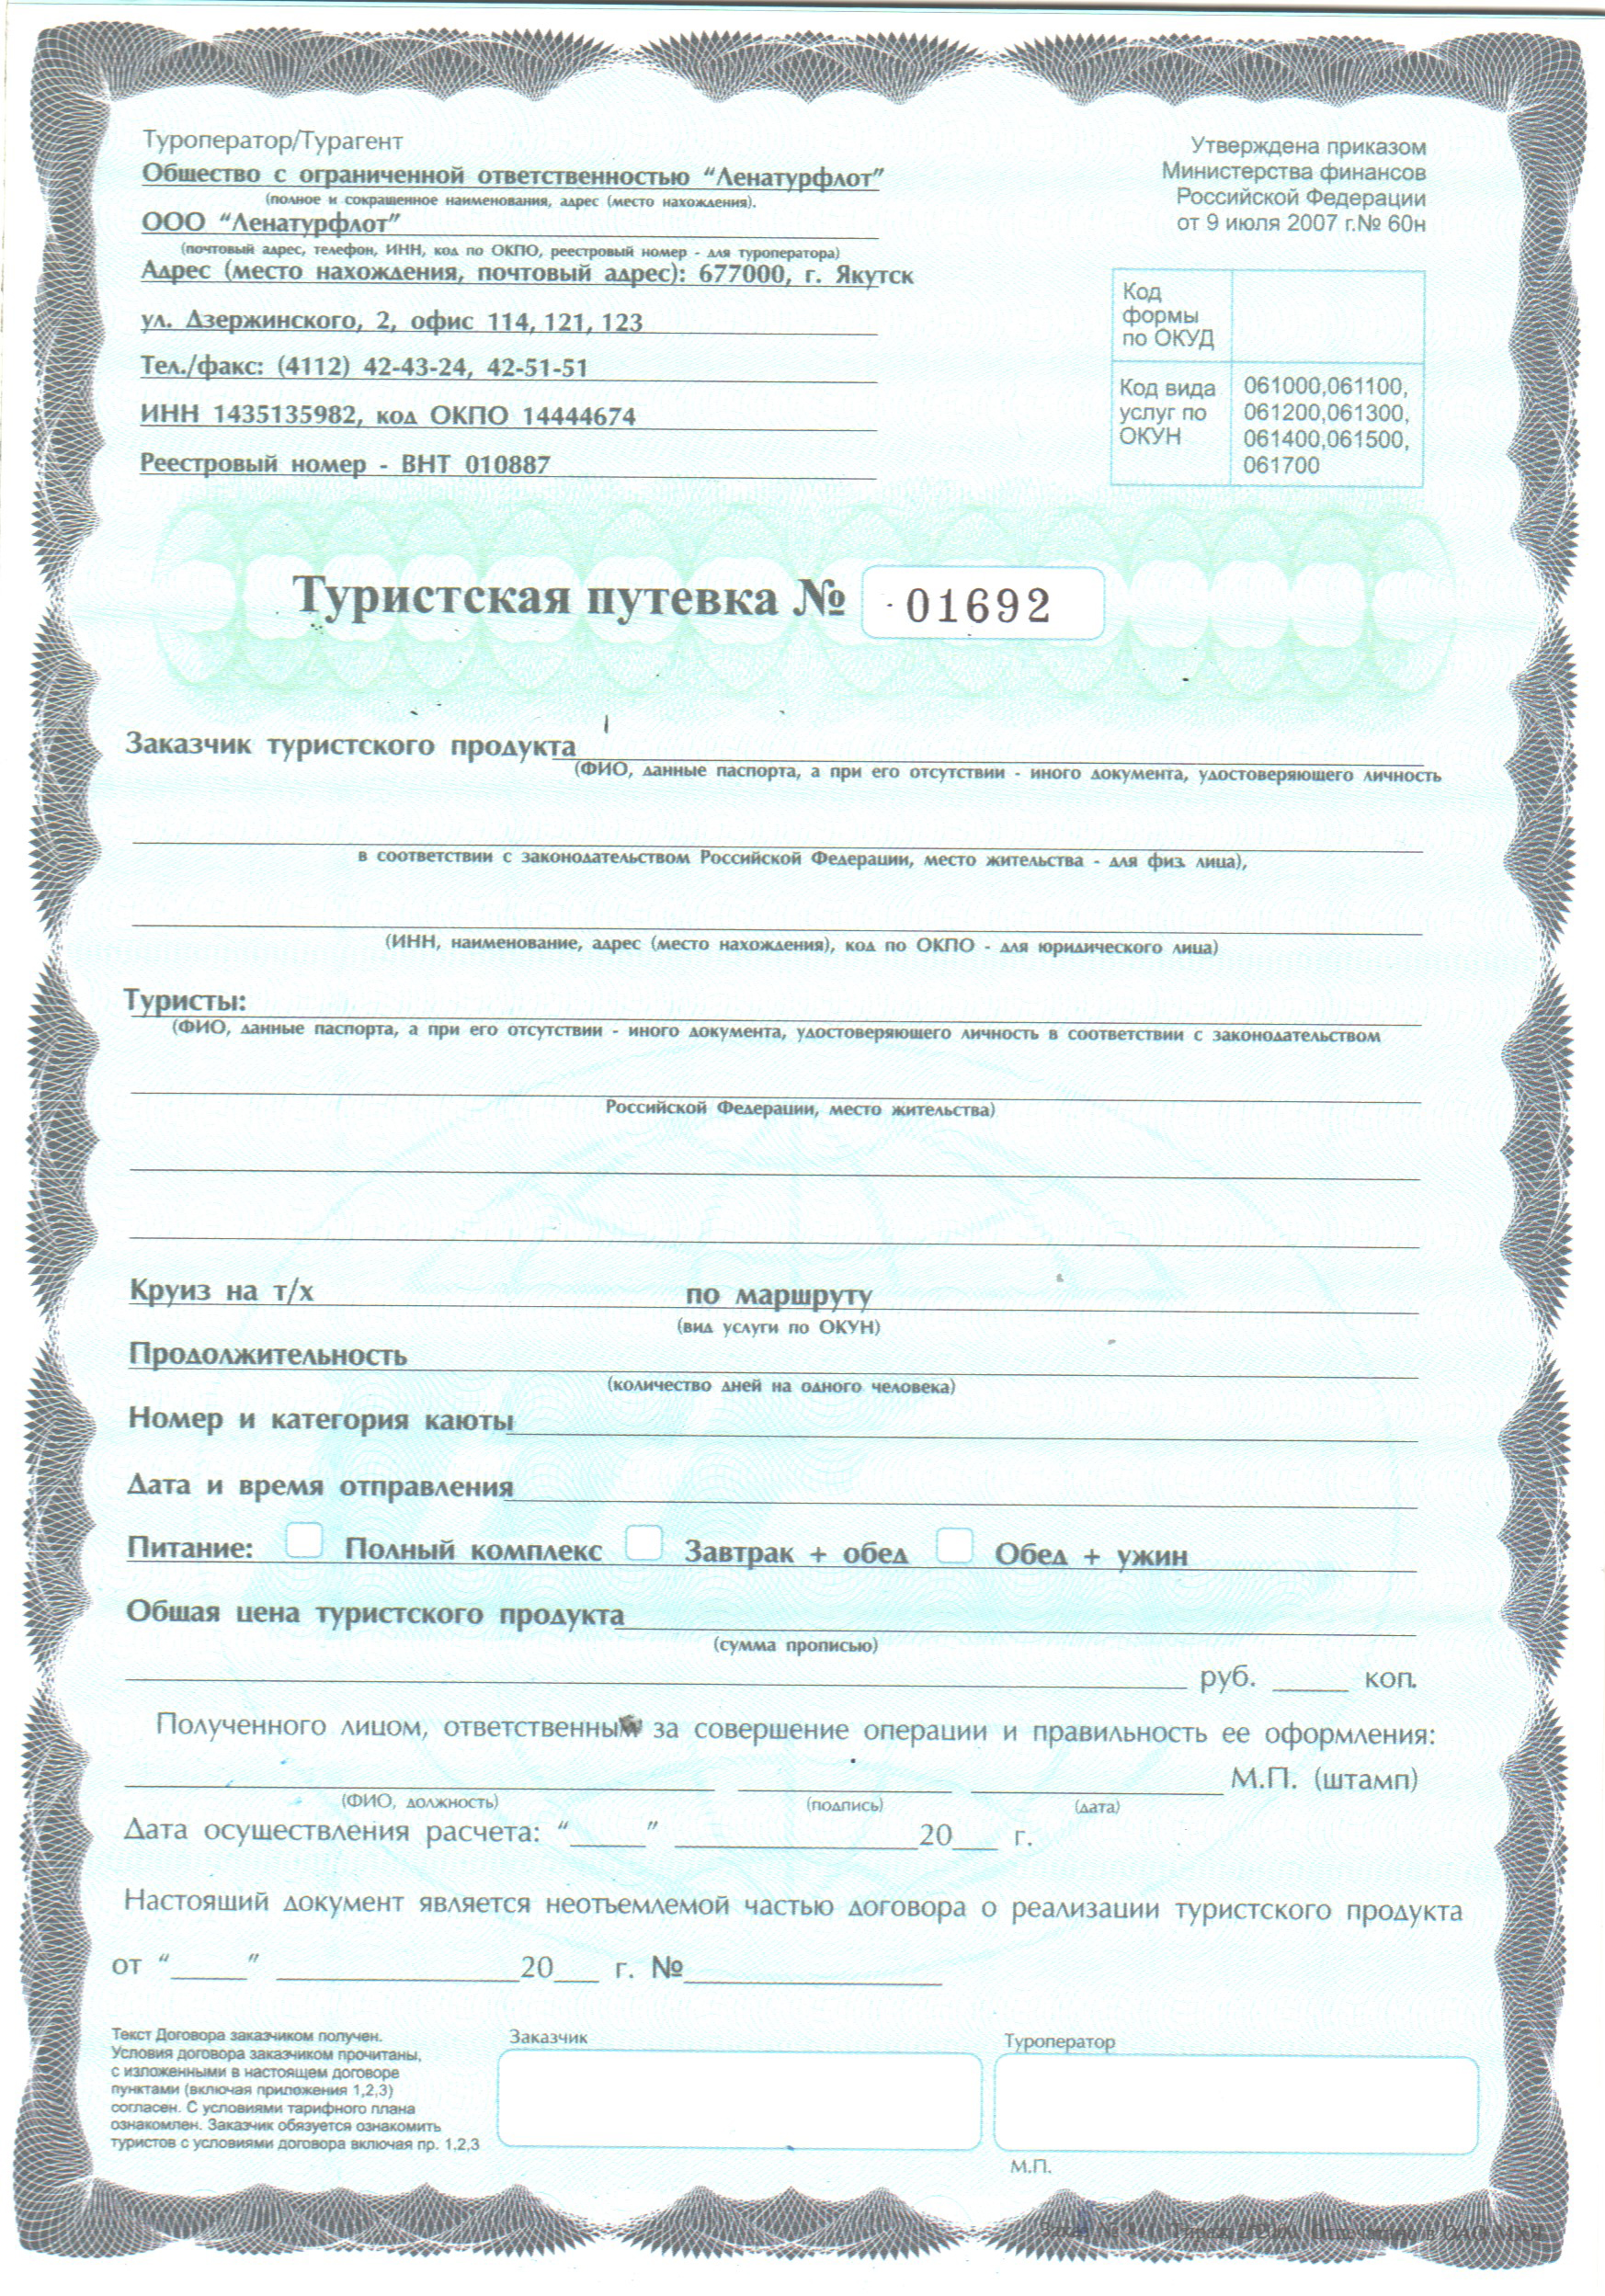 Туроператор/Турагент
Общество с ограниченной ответственностью “Ленатурфлот”
(полное и сокращенное наименования, адрес (место нахождения).
ООО “Ленатурфлот”
(почтовый адрес, телефон, ИНН, код по ОКПО, реестровый номер - для туроператора)
Адрес (место нахождения, почтовый адрес): 677000, г. Якутск
ул. Дзержинского, 2, офис 114, 121, 123
Тел./факс: (4112) 42-43-24, 42-51-51
ИНН 1435135982, код ОКПО 14444674
Реестровый номер - ВНТ 010887
Утверждена приказом
Министерства финансов
Российской Федерации
от 9 июля 2007 г.№ 60н
Код
формы
по ОКУД
Код вида
услуг по
ОКУН
061000,061100,
061200,061300,
061400,061500,
061700
Туристская путевка № 01692
Заказчик туристского продукта
(ФИО, данные паспорта, а при его отсутствии - иного документа, удостоверяющего личность
в соответствии с законодательством Российской Федерации, место жительства - для физ. лица),
(ИНН, наименование, адрес (место нахождения), код по ОКПО - для юридического лица)
Туристы:
(ФИО, данные паспорта, а при его отсутствии - иного документа, удостоверяющего личность в соответствии с законодательством
Российской Федерации, место жительства)
Круиз на т/х по маршруту
(вид услуги по ОКУН)
Продолжительность
(количество дней на одного человека)
Номер и категория каюты
Дата и время отправления
Питание: Полный комплекс Завтрак + обед Обед + ужин
Общая цена туристского продукта
(сумма прописью)
руб. _____ коп.
Полученного лицом, ответственным за совершение операции и правильность ее оформления:
М.П. (штамп)
(ФИО, должность) (подпись) (дата)
Дата осуществления расчета: “_____” ________________20___ г.
Настоящий документ является неотъемлемой частью договора о реализации туристского продукта
от “_____” ________________20___ г. №_________________
Текст Договора заказчиком получен.
Условия договора заказчиком прочитаны,
с изложенными в настоящем договоре
пунктами (включая приложения 1,2,3)
согласен. С условиями тарифного плана
ознакомлен. Заказчик обязуется ознакомить
туристов с условиями договора включая пр. 1,2,3
Заказчик
Туроператор
М.П.